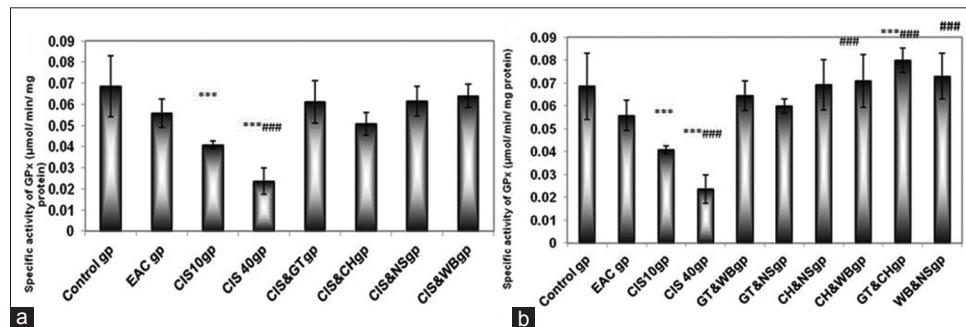 Specific activity of GPx (µmol/ min/ mg
protein)
0.09
0.08
0.07
0.06
0.05
0.04
0.03
0.02
0.01
0
***
***###
Control gp
EAC gp
CIS10gp
CIS 40gp
CIS&GTgp
CIS&CHgp
CIS&NSgp
CIS&WBgp
a
Specific activity of GPx (µmol/ min/ mg protein)
0.09
0.08
0.07
0.06
0.05
0.04
0.03
0.02
0.01
0
***
***###
###
***###
###
Control gp
EAC gp
CIS10gp
CIS 40gp
GT&WBgp
GT&NSgp
CH&NSgp
CH&WBgp
GT&CHgp
WB&NSgp
b